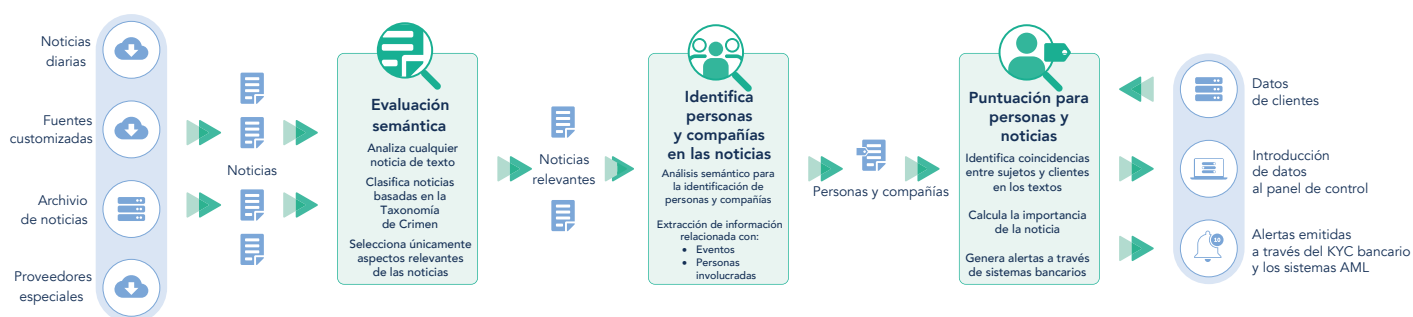 Noticias
diarias
Fuentes
customizadas
Archivo
de noticias
Proveedores
especiales
Noticias
Evaluación
semántica
Analiza cualquier
noticia de texto
Clasifica noticias
basadas en la
Taxonomía
de Crimen
Selecciona únicamente
aspectos relevantes
de las noticias
Noticias
relevantes
Identifica
personas
y compañías
en las noticias
Análisis semántico para
la identificación de
personas y compañías
Extracción de información
relacionada con:
• Eventos
• Personas
involucradas
Personas y compañías
Puntuación para
personas y
noticias
Identifica coincidencias
entre sujetos y clientes
en los textos
Calcula la importancia
de la noticia
Genera alertas a través
de sistemas bancarios
Datos
de clientes
Introducción
de datos
al panel de control
10
Alertas emitidas
a través del KYC bancario
y los sistemas AML